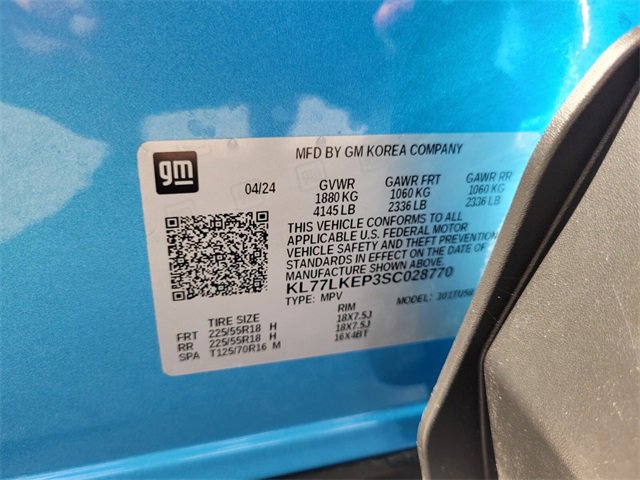 gm
MFD BY GM KOREA COMPANY
04/24 GVWR GAWR FRT GAWR RR
1880 KG 1060 KG 1060 KG
4145 LB 2336 LB 2336 LB
THIS VEHICLE CONFORMS TO ALL
APPLICABLE U.S. FEDERAL MOTOR
VEHICLE SAFETY AND THEFT PREVENTION
STANDARDS IN EFFECT ON THE DATE OF
MANUFACTURE SHOWN ABOVE
KL77LKEP3SC028770
TYPE: MPV MODEL:
TIRE SIZE RIM
FRT 225/55R18 H 18X7.5J
RR 225/55R18 H 18X7.5J
SPA T125/70R16 M 16X4BT